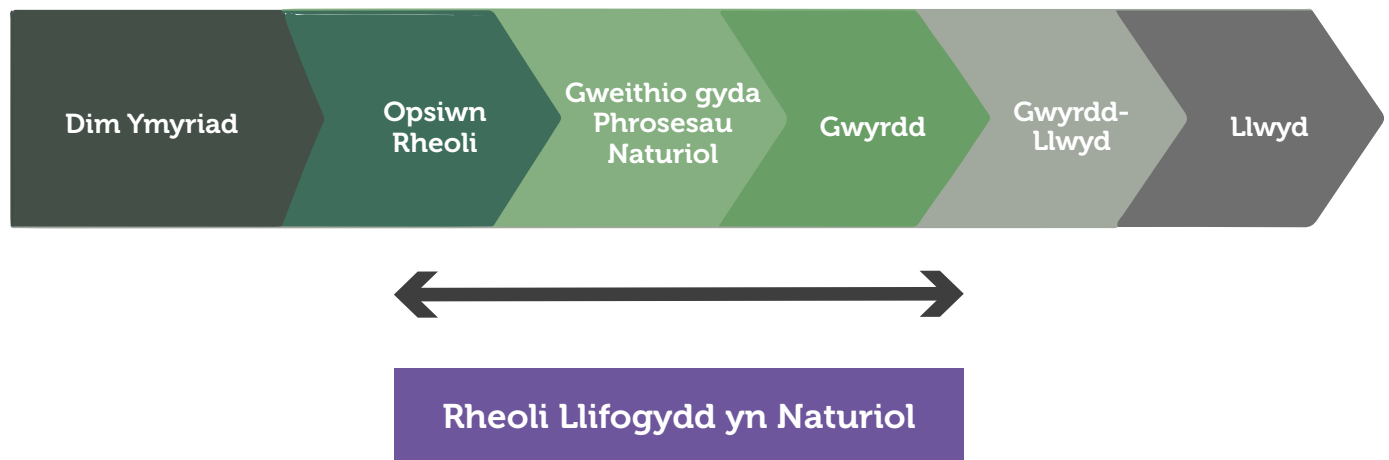 Dim Ymyriad
Opsiwn
Rheoli
Gweithio gyda
Phrosesau
Naturiol
Gwyrdd
Gwyrdd-
Llwyd
Llwyd
Rheoli Llifogydd yn Naturiol